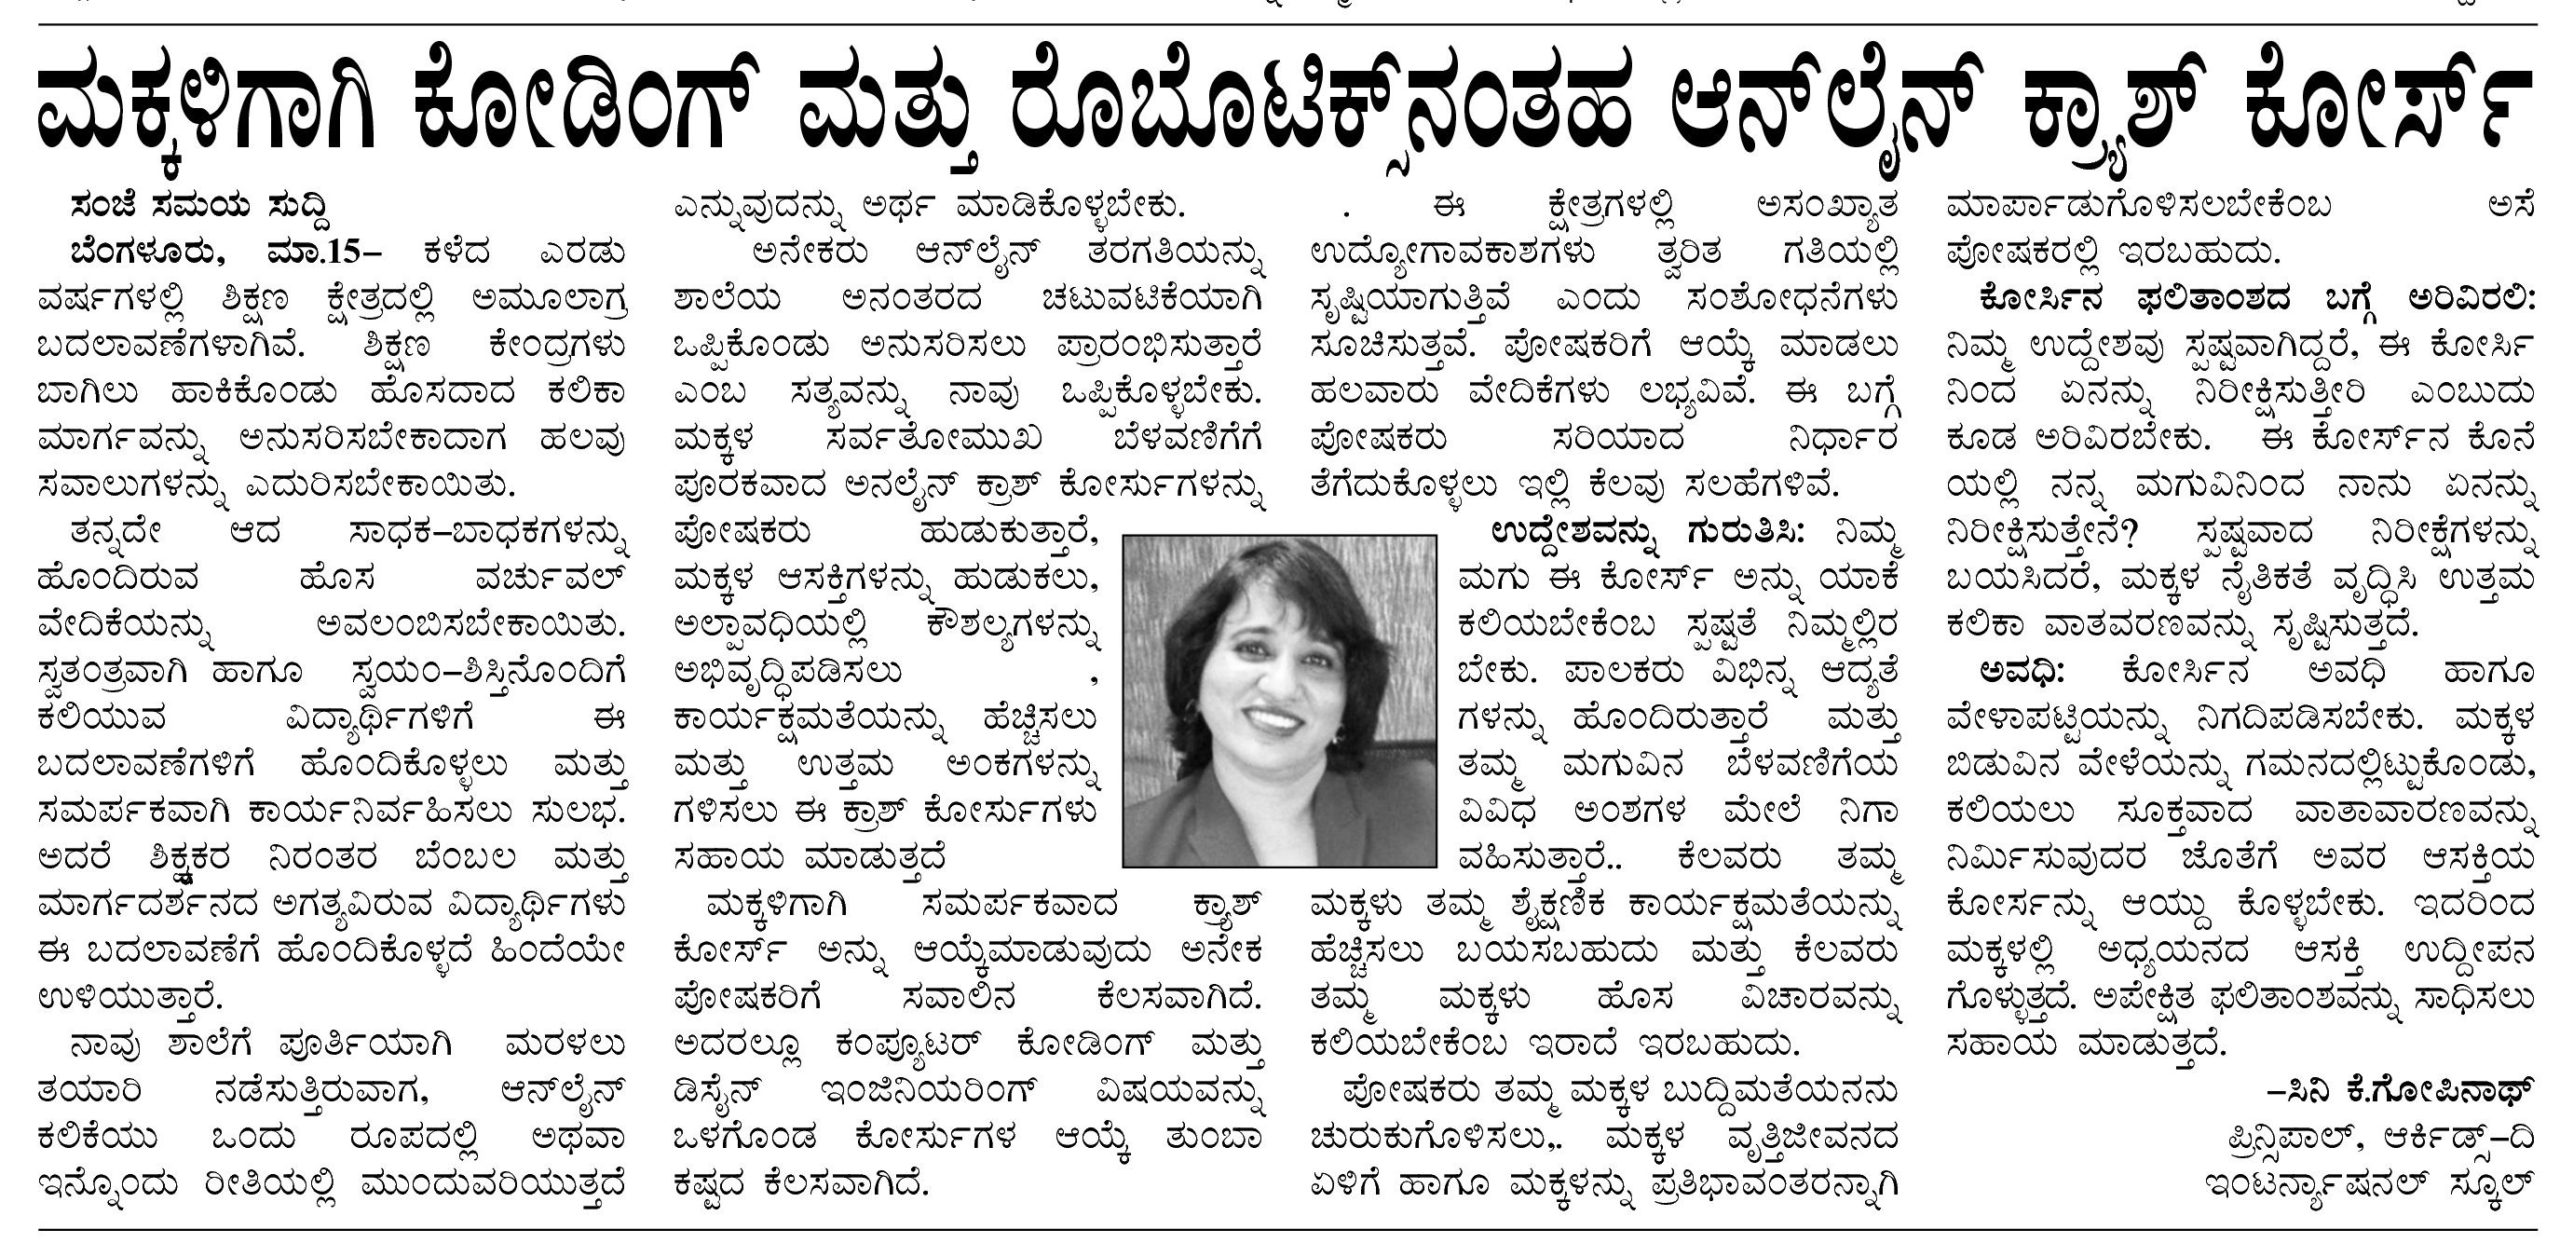 ಮಕ್ಕಳಿಗಾಗಿ ಕೋಡಿಂಗ್ ಮತ್ತು ರೊಬೊಟಿಕ್ಸ್‌ನಂತಹ ಆನ್‌ಲೈನ್ ಕ್ರ್ಯಾಶ್ ಕೋರ್ಸ್
ಸಂಜೆ ಸಮಯ ಸುದ್ದಿ
ಬೆಂಗಳೂರು, ಮಾ.15– ಕಳೆದ ಎರಡು
ವರ್ಷಗಳಲ್ಲಿ ಶಿಕ್ಷಣ ಕ್ಷೇತ್ರದಲ್ಲಿ ಅಮೂಲಾಗ್ರ
ಬದಲಾವಣೆಗಳಾಗಿವೆ. ಶಿಕ್ಷಣ ಕೇಂದ್ರಗಳು
ಬಾಗಿಲು ಹಾಕಿಕೊಂಡು ಹೊಸದಾದ ಕಲಿಕಾ
ಮಾರ್ಗವನ್ನು ಅನುಸರಿಸಬೇಕಾದಾಗ ಹಲವು
ಸವಾಲುಗಳನ್ನು ಎದುರಿಸಬೇಕಾಯಿತು.
ತನ್ನದೇ ಆದ ಸಾಧಕ–ಬಾಧಕಗಳನ್ನು
ಹೊಂದಿರುವ ಹೊಸ ವರ್ಚುವಲ್
ವೇದಿಕೆಯನ್ನು ಅವಲಂಬಿಸಬೇಕಾಯಿತು.
ಸ್ವತಂತ್ರವಾಗಿ ಹಾಗೂ ಸ್ವಯಂ–ಶಿಸ್ತಿನೊಂದಿಗೆ
ಕಲಿಯುವ ವಿದ್ಯಾರ್ಥಿಗಳಿಗೆ ಈ
ಬದಲಾವಣೆಗಳಿಗೆ ಹೊಂದಿಕೊಳ್ಳಲು ಮತ್ತು
ಸಮರ್ಪಕವಾಗಿ ಕಾರ್ಯನಿರ್ವಹಿಸಲು ಸುಲಭ.
ಅದರೆ ಶಿಕ್ಷಕರ ನಿರಂತರ ಬೆಂಬಲ ಮತ್ತು
ಮಾರ್ಗದರ್ಶನದ ಅಗತ್ಯವಿರುವ ವಿದ್ಯಾರ್ಥಿಗಳು
ಈ ಬದಲಾವಣೆಗೆ ಹೊಂದಿಕೊಳ್ಳದೆ ಹಿಂದೆಯೇ
ಉಳಿಯುತ್ತಾರೆ.
ನಾವು ಶಾಲೆಗೆ ಪೂರ್ತಿಯಾಗಿ ಮರಳಲು
ತಯಾರಿ ನಡೆಸುತ್ತಿರುವಾಗ, ಆನ್‌ಲೈನ್
ಕಲಿಕೆಯು ಒಂದು ರೂಪದಲ್ಲಿ ಅಥವಾ
ಇನ್ನೊಂದು ರೀತಿಯಲ್ಲಿ ಮುಂದುವರಿಯುತ್ತದೆ
ಎನ್ನುವುದನ್ನು ಅರ್ಥ ಮಾಡಿಕೊಳ್ಳಬೇಕು.
ಅನೇಕರು ಆನ್‌ಲೈನ್ ತರಗತಿಯನ್ನು
ಶಾಲೆಯ ಅನಂತರದ ಚಟುವಟಿಕೆಯಾಗಿ
ಒಪ್ಪಿಕೊಂಡು ಅನುಸರಿಸಲು ಪ್ರಾರಂಭಿಸುತ್ತಾರೆ
ಎಂಬ ಸತ್ಯವನ್ನು ನಾವು ಒಪ್ಪಿಕೊಳ್ಳಬೇಕು.
ಮಕ್ಕಳ ಸರ್ವತೋಮುಖ ಬೆಳವಣಿಗೆಗೆ
ಪೂರಕವಾದ ಅನಲೈನ್ ಕ್ರಾಶ್ ಕೋರ್ಸುಗಳನ್ನು
ಪೋಷಕರು ಹುಡುಕುತ್ತಾರೆ,
ಮಕ್ಕಳ ಆಸಕ್ತಿಗಳನ್ನು ಹುಡುಕಲು,
ಅಲ್ಪಾವಧಿಯಲ್ಲಿ ಕೌಶಲ್ಯಗಳನ್ನು
ಅಭಿವೃದ್ಧಿಪಡಿಸಲು ,
ಕಾರ್ಯಕ್ಷಮತೆಯನ್ನು ಹೆಚ್ಚಿಸಲು
ಮತ್ತು ಉತ್ತಮ ಅಂಕಗಳನ್ನು
ಗಳಿಸಲು ಈ ಕ್ರಾಶ್ ಕೋರ್ಸುಗಳು
ಸಹಾಯ ಮಾಡುತ್ತದೆ
ಮಕ್ಕಳಿಗಾಗಿ ಸಮರ್ಪಕವಾದ ಕ್ರ್ಯಾಶ್
ಕೋರ್ಸ್ ಅನ್ನು ಆಯ್ಕೆಮಾಡುವುದು ಅನೇಕ
ಪೋಷಕರಿಗೆ ಸವಾಲಿನ ಕೆಲಸವಾಗಿದೆ.
ಅದರಲ್ಲೂ ಕಂಪ್ಯೂಟರ್ ಕೋಡಿಂಗ್ ಮತ್ತು
ಡಿಸೈನ್ ಇಂಜಿನಿಯರಿಂಗ್ ವಿಷಯವನ್ನು
ಒಳಗೊಂಡ ಕೋರ್ಸುಗಳ ಆಯ್ಕೆ ತುಂಬಾ
ಕಷ್ಟದ ಕೆಲಸವಾಗಿದೆ.
. ಈ ಕ್ಷೇತ್ರಗಳಲ್ಲಿ ಅಸಂಖ್ಯಾತ
ಉದ್ಯೋಗಾವಕಾಶಗಳು ತ್ವರಿತ ಗತಿಯಲ್ಲಿ
ಸೃಷ್ಟಿಯಾಗುತ್ತಿವೆ ಎಂದು ಸಂಶೋಧನೆಗಳು
ಸೂಚಿಸುತ್ತವೆ. ಪೋಷಕರಿಗೆ ಆಯ್ಕೆ ಮಾಡಲು
ಹಲವಾರು ವೇದಿಕೆಗಳು ಲಭ್ಯವಿವೆ. ಈ ಬಗ್ಗೆ
ಪೋಷಕರು ಸರಿಯಾದ ನಿರ್ಧಾರ
ತೆಗೆದುಕೊಳ್ಳಲು ಇಲ್ಲಿ ಕೆಲವು ಸಲಹೆಗಳಿವೆ.
ಉದ್ದೇಶವನ್ನು ಗುರುತಿಸಿ: ನಿಮ್ಮ
ಮಗು ಈ ಕೋರ್ಸ್ ಅನ್ನು ಯಾಕೆ
ಕಲಿಯಬೇಕೆಂಬ ಸ್ಪಷ್ಟತೆ ನಿಮ್ಮಲ್ಲಿರ
ಬೇಕು. ಪಾಲಕರು ವಿಭಿನ್ನ ಆದ್ಯತೆ
ಗಳನ್ನು ಹೊಂದಿರುತ್ತಾರೆ ಮತ್ತು
ತಮ್ಮ ಮಗುವಿನ ಬೆಳವಣಿಗೆಯ
ವಿವಿಧ ಅಂಶಗಳ ಮೇಲೆ ನಿಗಾ
ವಹಿಸುತ್ತಾರೆ.. ಕೆಲವರು ತಮ್ಮ
ಮಕ್ಕಳು ತಮ್ಮ ಶೈಕ್ಷಣಿಕ ಕಾರ್ಯಕ್ಷಮತೆಯನ್ನು
ಹೆಚ್ಚಿಸಲು ಬಯಸಬಹುದು ಮತ್ತು ಕೆಲವರು
ತಮ್ಮ ಮಕ್ಕಳು ಹೊಸ ವಿಚಾರವನ್ನು
ಕಲಿಯಬೇಕೆಂಬ ಇರಾದೆ ಇರಬಹುದು.
ಪೋಷಕರು ತಮ್ಮ ಮಕ್ಕಳ ಬುದ್ದಿಮತೆಯನನು
ಚುರುಕುಗೊಳಿಸಲು,. ಮಕ್ಕಳ ವೃತ್ತಿಜೀವನದ
ಏಳಿಗೆ ಹಾಗೂ ಮಕ್ಕಳನ್ನು ಪ್ರತಿಭಾವಂತರನ್ನಾಗಿ
ಮಾರ್ಪಾಡುಗೊಳಿಸಲಬೇಕೆಂಬ ಅಸೆ
ಪೋಷಕರಲ್ಲಿ ಇರಬಹುದು.
ಕೋರ್ಸಿನ ಫಲಿತಾಂಶದ ಬಗ್ಗೆ ಅರಿವಿರಲಿ:
ನಿಮ್ಮ ಉದ್ದೇಶವು ಸ್ಪಷ್ಟವಾಗಿದ್ದರೆ, ಈ ಕೋರ್ಸಿ
ನಿಂದ ಏನನ್ನು ನಿರೀಕ್ಷಿಸುತ್ತೀರಿ ಎಂಬುದು
ಕೂಡ ಅರಿವಿರಬೇಕು. ಈ ಕೋರ್ಸ್‌ನ ಕೊನೆ
ಯಲ್ಲಿ ನನ್ನ ಮಗುವಿನಿಂದ ನಾನು ಏನನ್ನು
ನಿರೀಕ್ಷಿಸುತ್ತೇನೆ? ಸ್ಪಷ್ಟವಾದ ನಿರೀಕ್ಷೆಗಳನ್ನು
ಬಯಸಿದರೆ, ಮಕ್ಕಳ ನೈತಿಕತೆ ವೃದ್ಧಿಸಿ ಉತ್ತಮ
ಕಲಿಕಾ ವಾತವರಣವನ್ನು ಸೃಷ್ಟಿಸುತ್ತದೆ.
ಅವಧಿ: ಕೋರ್ಸಿನ ಅವಧಿ ಹಾಗೂ
ವೇಳಾಪಟ್ಟಿಯನ್ನು ನಿಗದಿಪಡಿಸಬೇಕು. ಮಕ್ಕಳ
ಬಿಡುವಿನ ವೇಳೆಯನ್ನು ಗಮನದಲ್ಲಿಟ್ಟುಕೊಂಡು,
ಕಲಿಯಲು ಸೂಕ್ತವಾದ ವಾತಾವಾರಣವನ್ನು
ನಿರ್ಮಿಸುವುದರ ಜೊತೆಗೆ ಅವರ ಆಸಕ್ತಿಯ
ಕೋರ್ಸನ್ನು ಆಯ್ದು ಕೊಳ್ಳಬೇಕು. ಇದರಿಂದ
ಮಕ್ಕಳಲ್ಲಿ ಅಧ್ಯಯನದ ಆಸಕ್ತಿ ಉದ್ದೀಪನ
ಗೊಳ್ಳುತ್ತದೆ. ಅಪೇಕ್ಷಿತ ಫಲಿತಾಂಶವನ್ನು ಸಾಧಿಸಲು
ಸಹಾಯ ಮಾಡುತ್ತದೆ.
–ಸಿನಿ ಕೆ.ಗೋಪಿನಾಥ್
ಪ್ರಿನ್ಸಿಪಾಲ್, ಆರ್ಕಿಡ್ಸ್–ದಿ
ಇಂಟರ್ನ್ಯಾಷನಲ್ ಸ್ಕೂಲ್